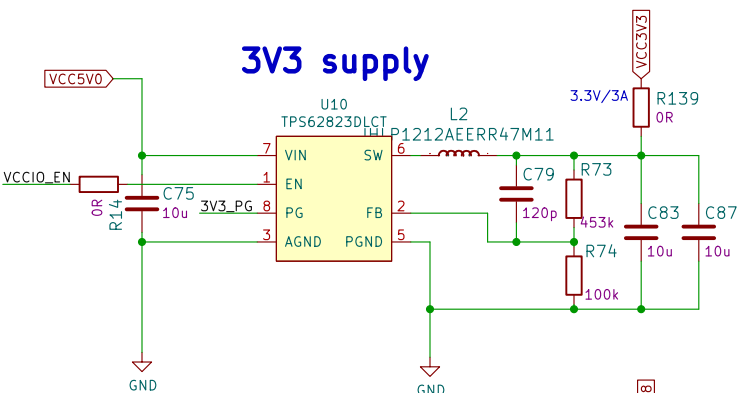 3V3 supply
VCC5V0
VCC3V3
3.3V/3A
R139
0R
U10
TPS62823DLCT
L2
IHLP1212AEERR47M11
7
VIN
SW
6
VCCIO_EN
0R
R14
C75
10u
1
EN
3V3_PG
8
PG
FB
2
3
AGND
PGND
5
C79
120p
R73
453k
R74
100k
C83
10u
C87
10u
GND
GND
8